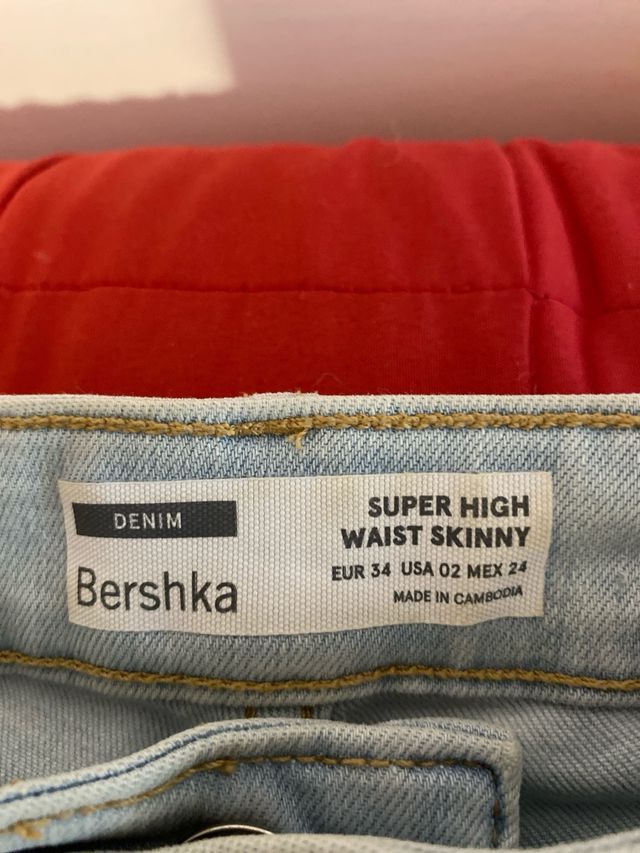 DENIM
Bershka
SUPER HIGH
WAIST SKINNY
EUR 34 USA 02 MEX 24
MADE IN CAMBODIA